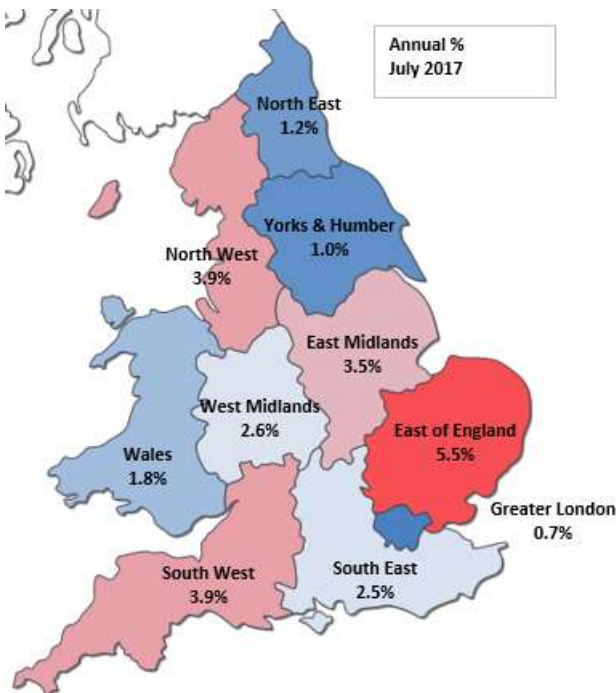 Annual %
July 2017
North East
1.2%
Yorks & Humber
1.0%
North West
3.9%
East Midlands
3.5%
West Midlands
2.6%
East of England
5.5%
Wales
1.8%
Greater London
0.7%
South West
3.9%
South East
2.5%